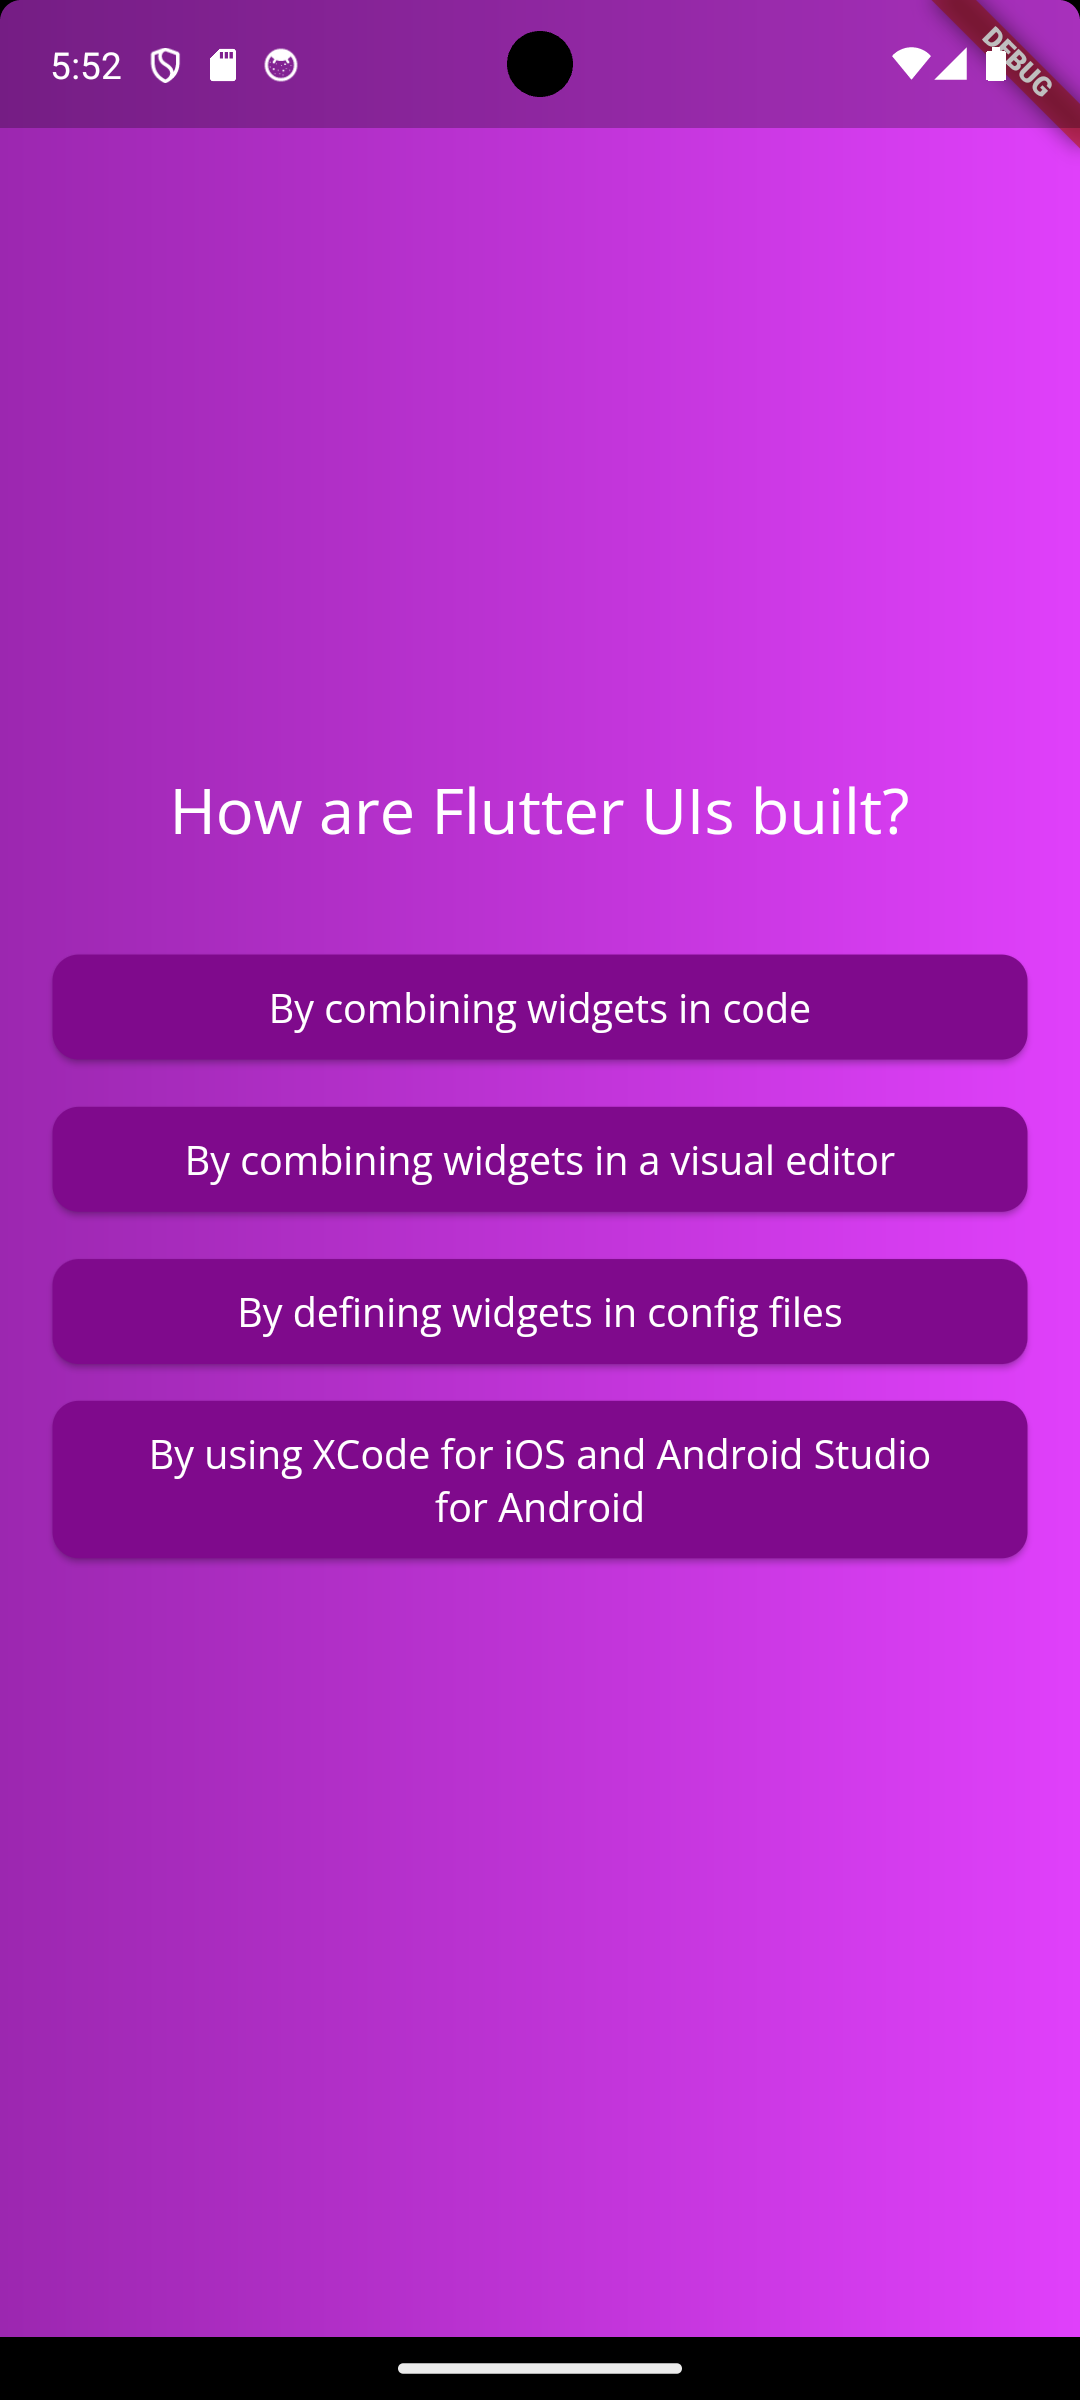 5:52
DEBUG
How are Flutter UIs built?
By combining widgets in code
By combining widgets in a visual editor
By defining widgets in config files
By using XCode for iOS and Android Studio
for Android